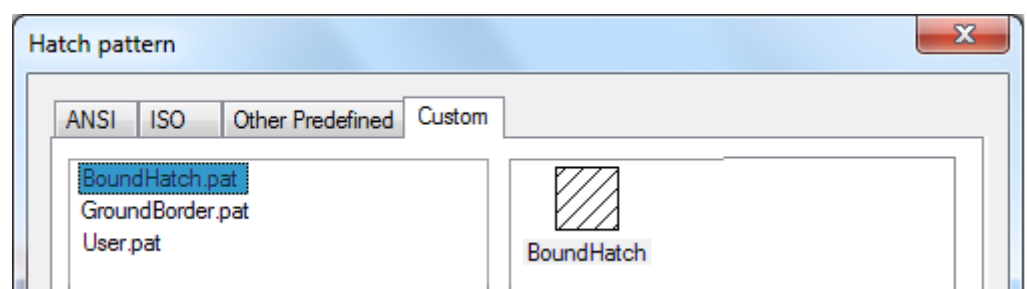 Hatch pattern
ANSI ISO Other Predefined Custom
BoundHatch.pat
GroundBorder.pat
User.pat
BoundHatch